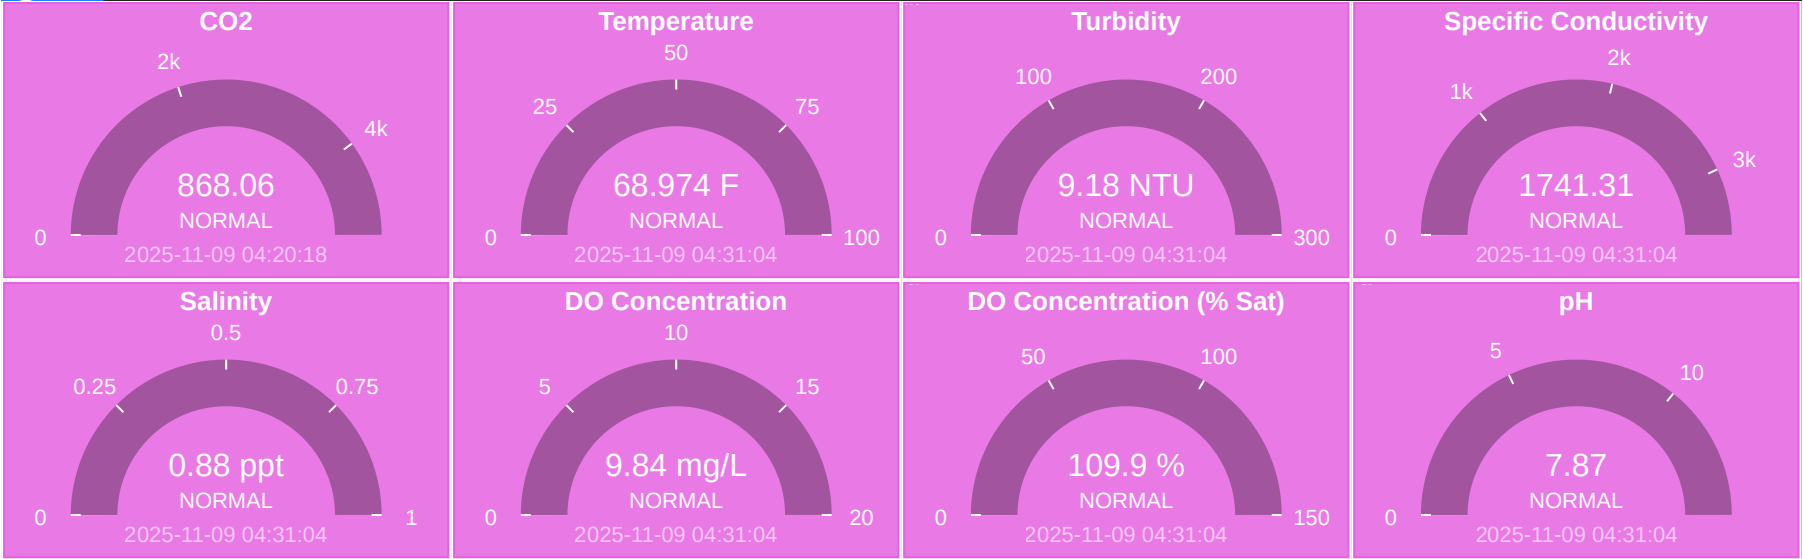 CO2
2k
4k
868.06
NORMAL
0
2025-11-09 04:20:18
Temperature
50
25
75
68.974 F
NORMAL
0
100
2025-11-09 04:31:04
Turbidity
100
200
9.18 NTU
NORMAL
0
300
2025-11-09 04:31:04
Specific Conductivity
2k
1k
3k
1741.31
NORMAL
0
2025-11-09 04:31:04
Salinity
0.5
0.25
0.75
0.88 ppt
NORMAL
0
1
2025-11-09 04:31:04
DO Concentration
10
5
15
9.84 mg/L
NORMAL
0
20
2025-11-09 04:31:04
DO Concentration (% Sat)
50
100
109.9 %
NORMAL
0
150
2025-11-09 04:31:04
pH
5
10
7.87
NORMAL
0
2025-11-09 04:31:04